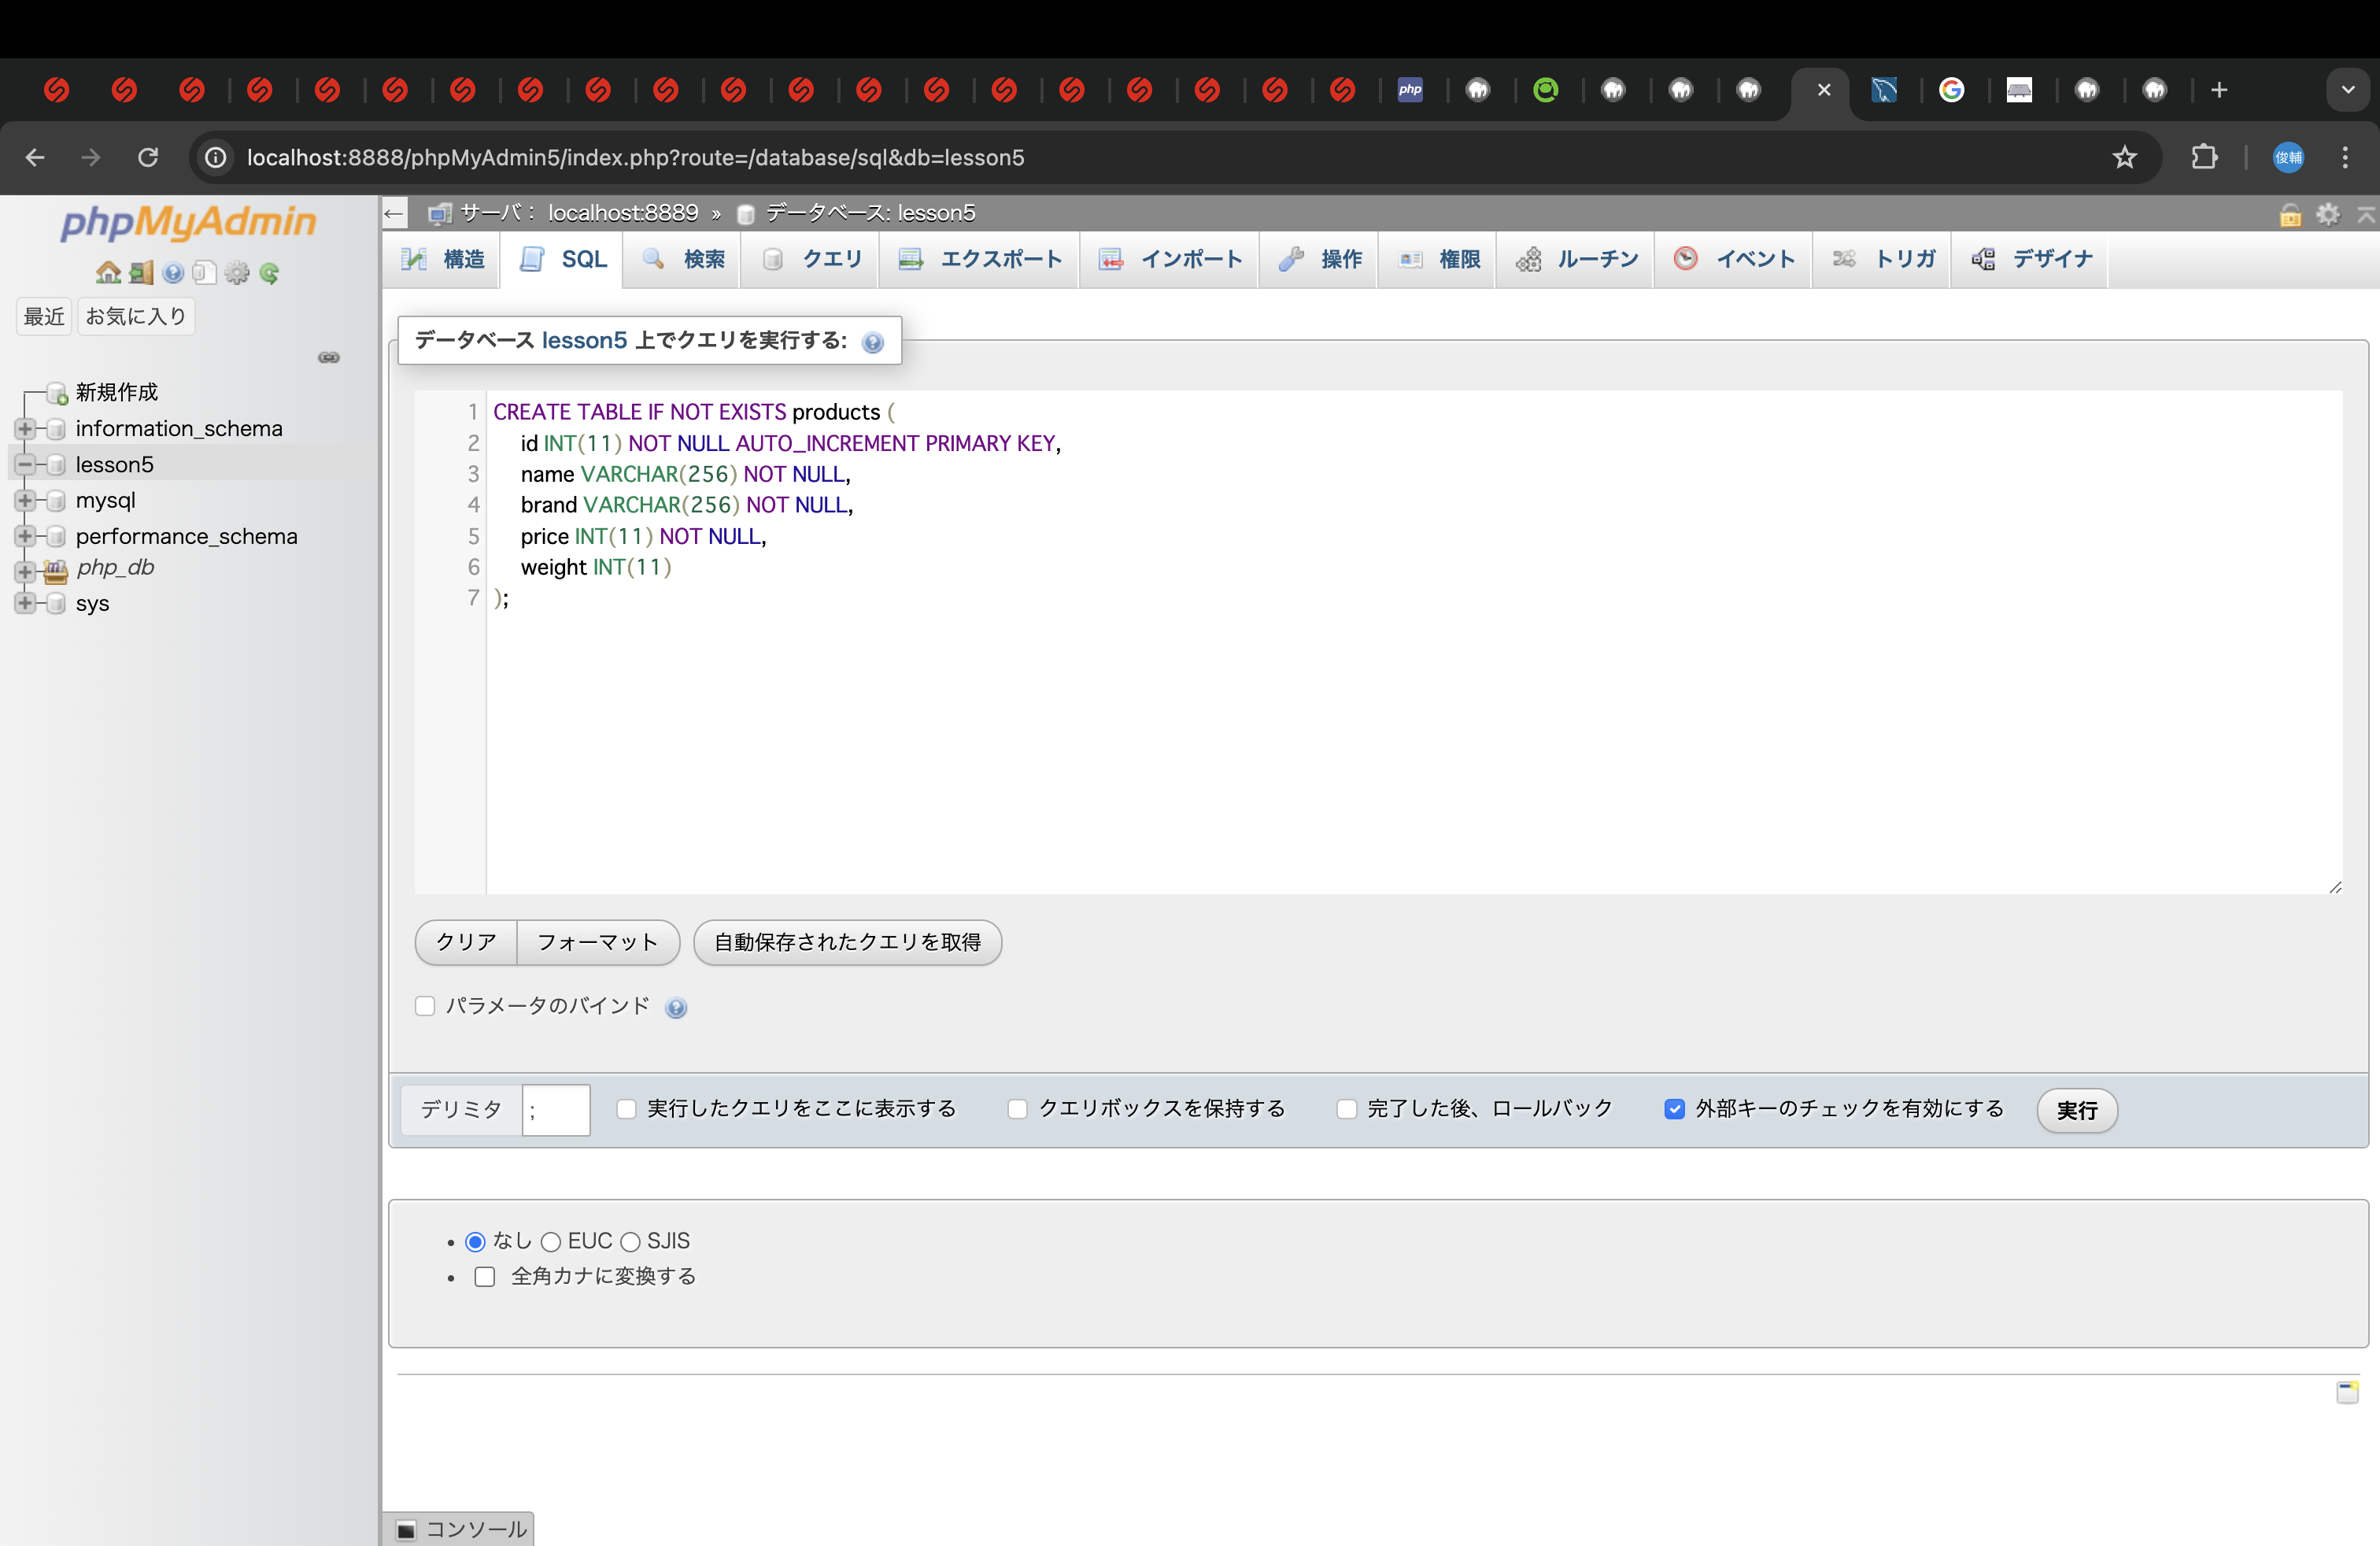 php
localhost:8888/phpMyAdmin5/index.php?route=/database/sql&db=lesson5
俊輔
phpMyAdmin
最近 お気に入り
新規作成
information_schema
lesson5
mysql
performance_schema
php_db
sys
サーバ： localhost:8889 » データベース: lesson5
構造 SQL 検索 クエリ エクスポート インポート 操作 権限 ルーチン イベント トリガ デザイナ
データベース lesson5 上でクエリを実行する:
1 CREATE TABLE IF NOT EXISTS products (
2 id INT(11) NOT NULL AUTO_INCREMENT PRIMARY KEY,
3 name VARCHAR(256) NOT NULL,
4 brand VARCHAR(256) NOT NULL,
5 price INT(11) NOT NULL,
6 weight INT(11)
7 );
クリア フォーマット 自動保存されたクエリを取得
パラメータのバインド
デリミタ ; 実行したクエリをここに表示する クエリボックスを保持する 完了した後、ロールバック 外部キーのチェックを有効にする 実行
なし EUC SJIS
全角カナに変換する
コンソール